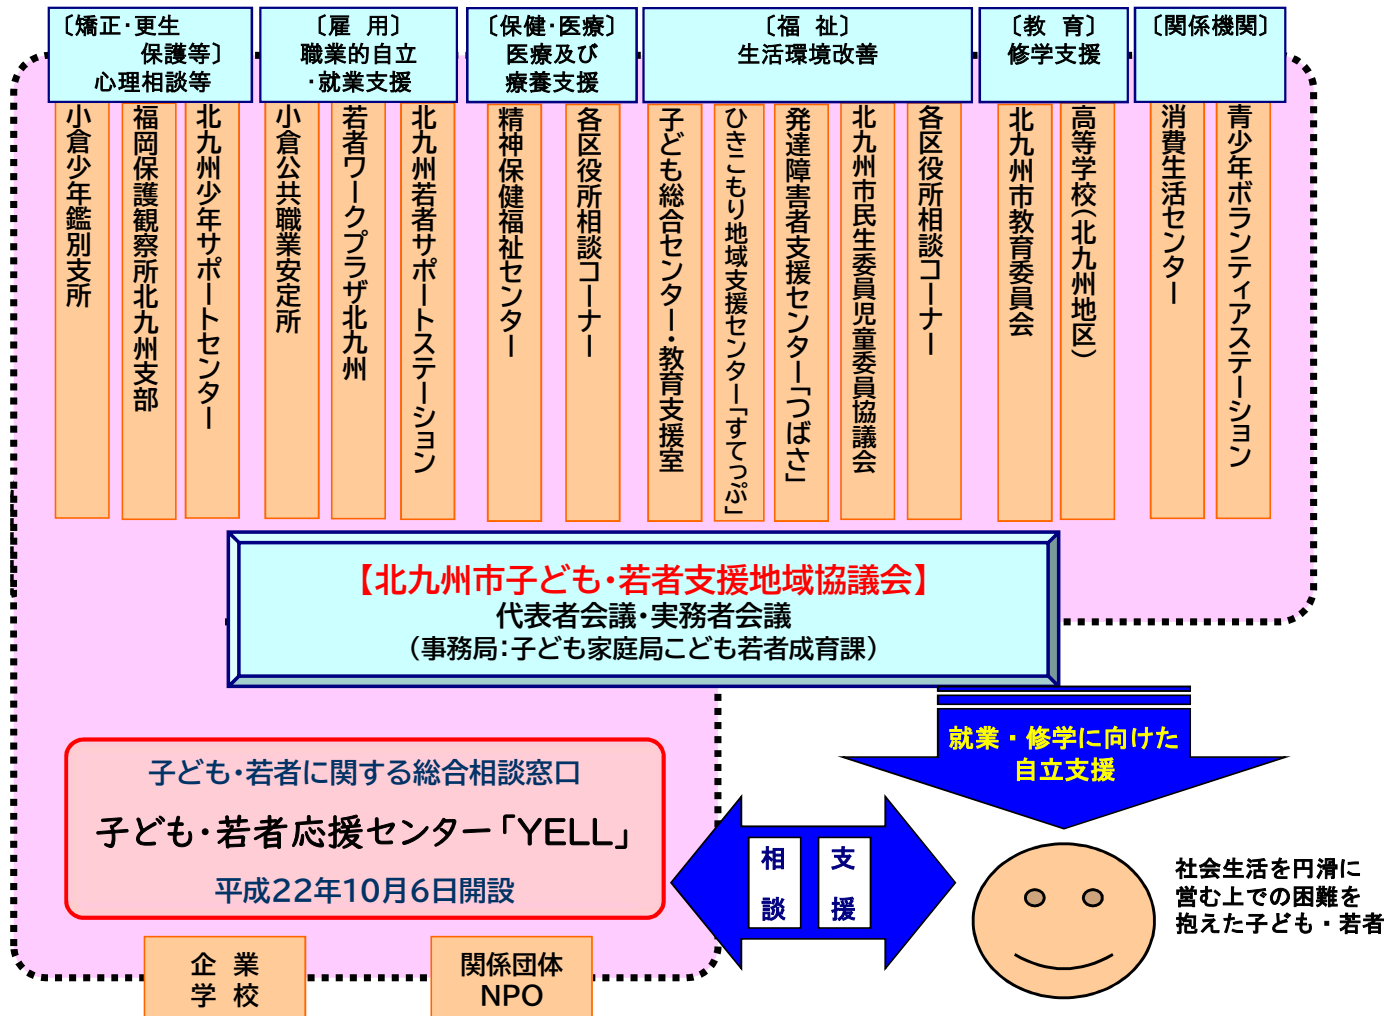 〔矯正・更生
保護等〕
心理相談等
〔雇 用〕
職業的自立
・就業支援
〔保健・医療〕
医療及び
療養支援
〔福 祉〕
生活環境改善
〔教 育〕
修学支援
〔関係機関〕
小倉少年鑑別支所
福岡保護観察所北九州支部
北九州少年サポートセンター
小倉公共職業安定所
若者ワークプラザ北九州
北九州若者サポートステーション
精神保健福祉センター
各区役所相談コーナー
子ども総合センター・教育支援室
ひきこもり地域支援センター「すてっぷ」
発達障害者支援センター「つばさ」
北九州市民生委員児童委員協議会
各区役所相談コーナー
北九州市教育委員会
高等学校(北九州地区)
消費生活センター
青少年ボランティアステーション
【北九州市子ども・若者支援地域協議会】
代表者会議・実務者会議
(事務局:子ども家庭局こども若者成育課)
就業・修学に向けた
自立支援
子ども・若者に関する総合相談窓口
子ども・若者応援センター「YELL」
平成22年10月6日開設
相談
支援
社会生活を円滑に
営む上での困難を
抱えた子ども・若者
企 業
学 校
関係団体
NPO